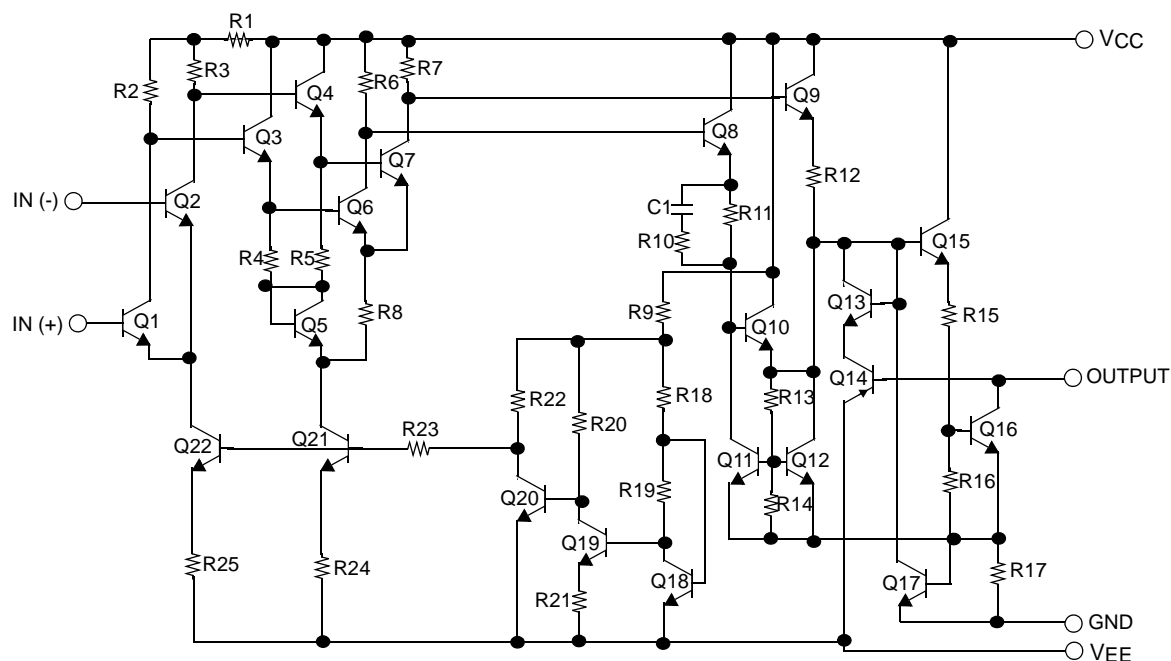 R1
VCC
R3
R2
R6
R7
Q4
Q9
Q3
Q8
Q7
R12
IN (-)
Q2
Q6
C1
R11
R10
Q15
R4
R5
Q13
R9
R15
IN (+)
Q1
Q5
R8
Q10
Q14
OUTPUT
R22
R18
R13
R20
Q16
R23
Q22
Q21
Q11
Q12
R16
R19
Q20
R14
Q19
R25
R24
Q18
Q17
R17
R21
GND
VEE